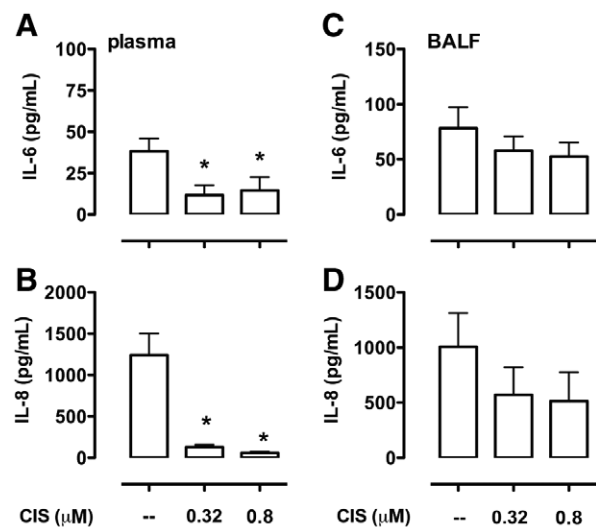 A plasma
IL-6 (pg/mL)
100
75
50
25
0
*
*
C BALF
IL-6 (pg/mL)
150
100
50
0
B
IL-8 (pg/mL)
2000
1500
1000
500
0
*
*
CIS (μM) -- 0.32 0.8
D
IL-8 (pg/mL)
1500
1000
500
0
CIS (μM) -- 0.32 0.8